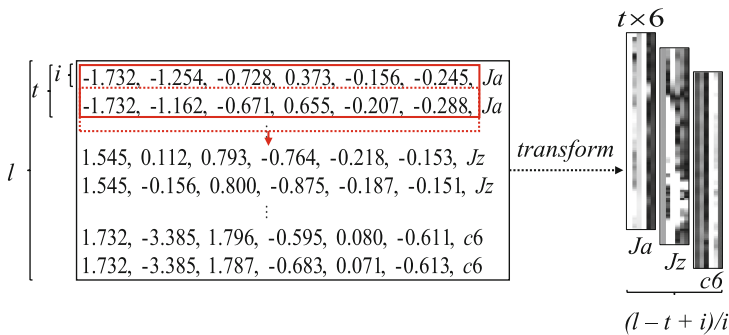 t×6
i
-1.732, -1.254, -0.728, 0.373, -0.156, -0.245, Ja
t
-1.732, -1.162, -0.671, 0.655, -0.207, -0.288, Ja
1.545, 0.112, 0.793, -0.764, -0.218, -0.153, Jz
transform
l
1.545, -0.156, 0.800, -0.875, -0.187, -0.151, Jz
⋮
1.732, -3.385, 1.796, -0.595, 0.080, -0.611, c6
1.732, -3.385, 1.787, -0.683, 0.071, -0.613, c6
Ja
Jz
c6
(l – t + i)/i